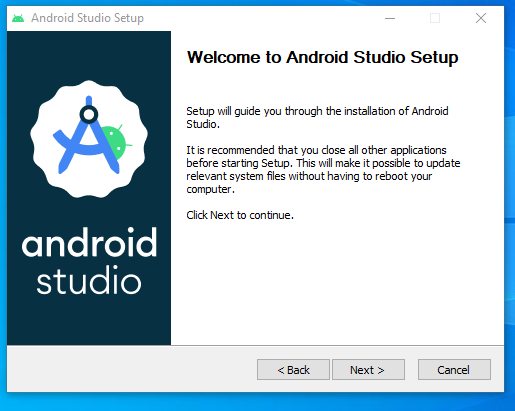 Android Studio Setup
Welcome to Android Studio Setup
Setup will guide you through the installation of Android
Studio.
It is recommended that you close all other applications
before starting Setup. This will make it possible to update
relevant system files without having to reboot your
computer.
Click Next to continue.
android
studio
< Back
Next >
Cancel